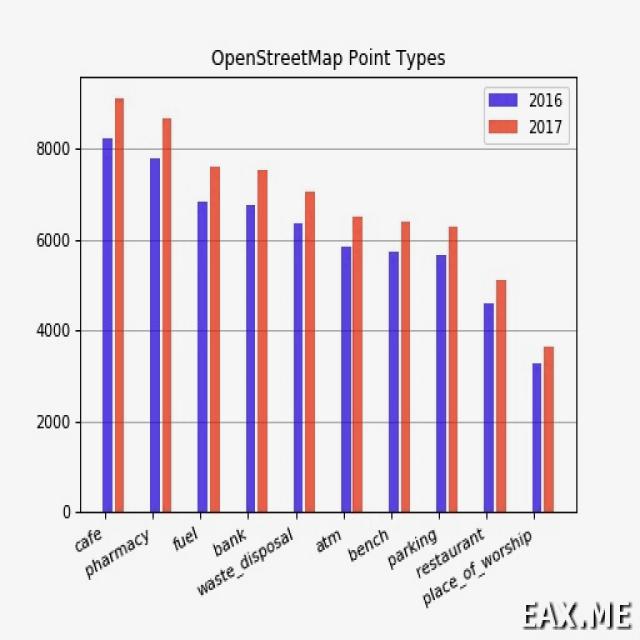 OpenStreetMap Point Types
2016
2017
8000
6000
4000
2000
0
cafe
pharmacy
fuel
bank
waste_disposal
atm
bench
parking
restaurant
place_of_worship
EAX.ME